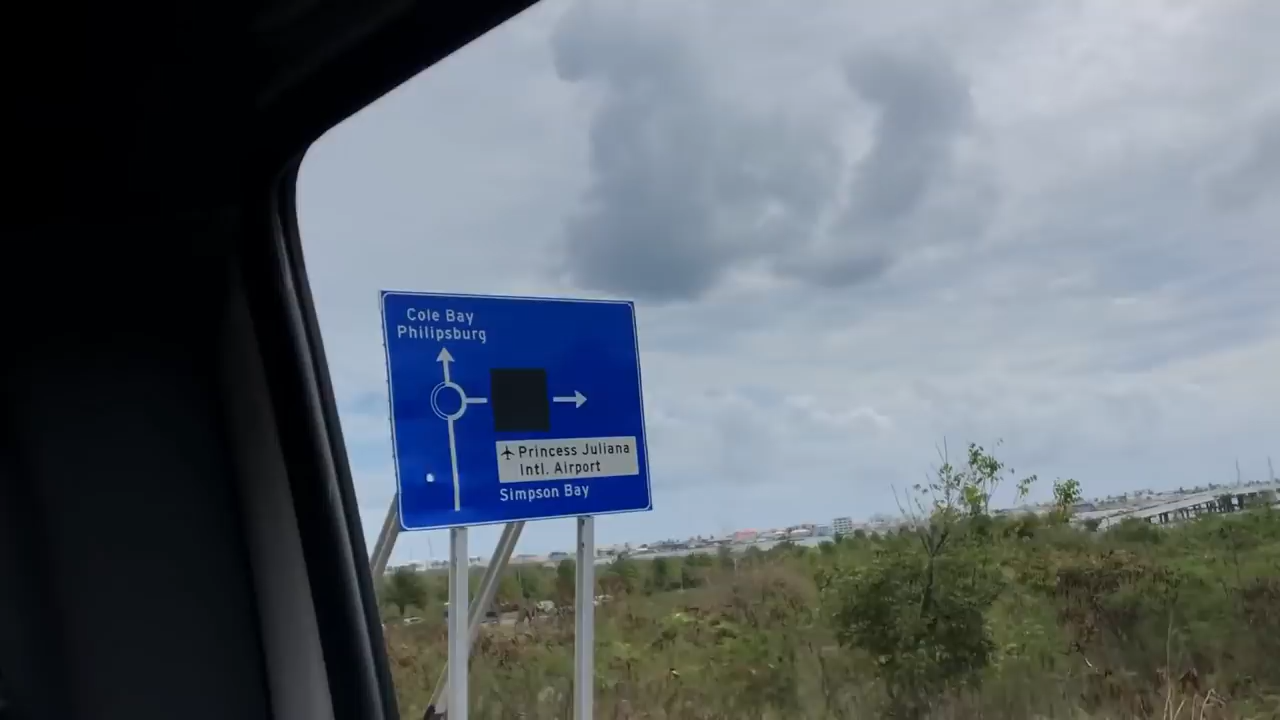 Cole Bay
Philipsburg
Princess Juliana
Intl. Airport
Simpson Bay